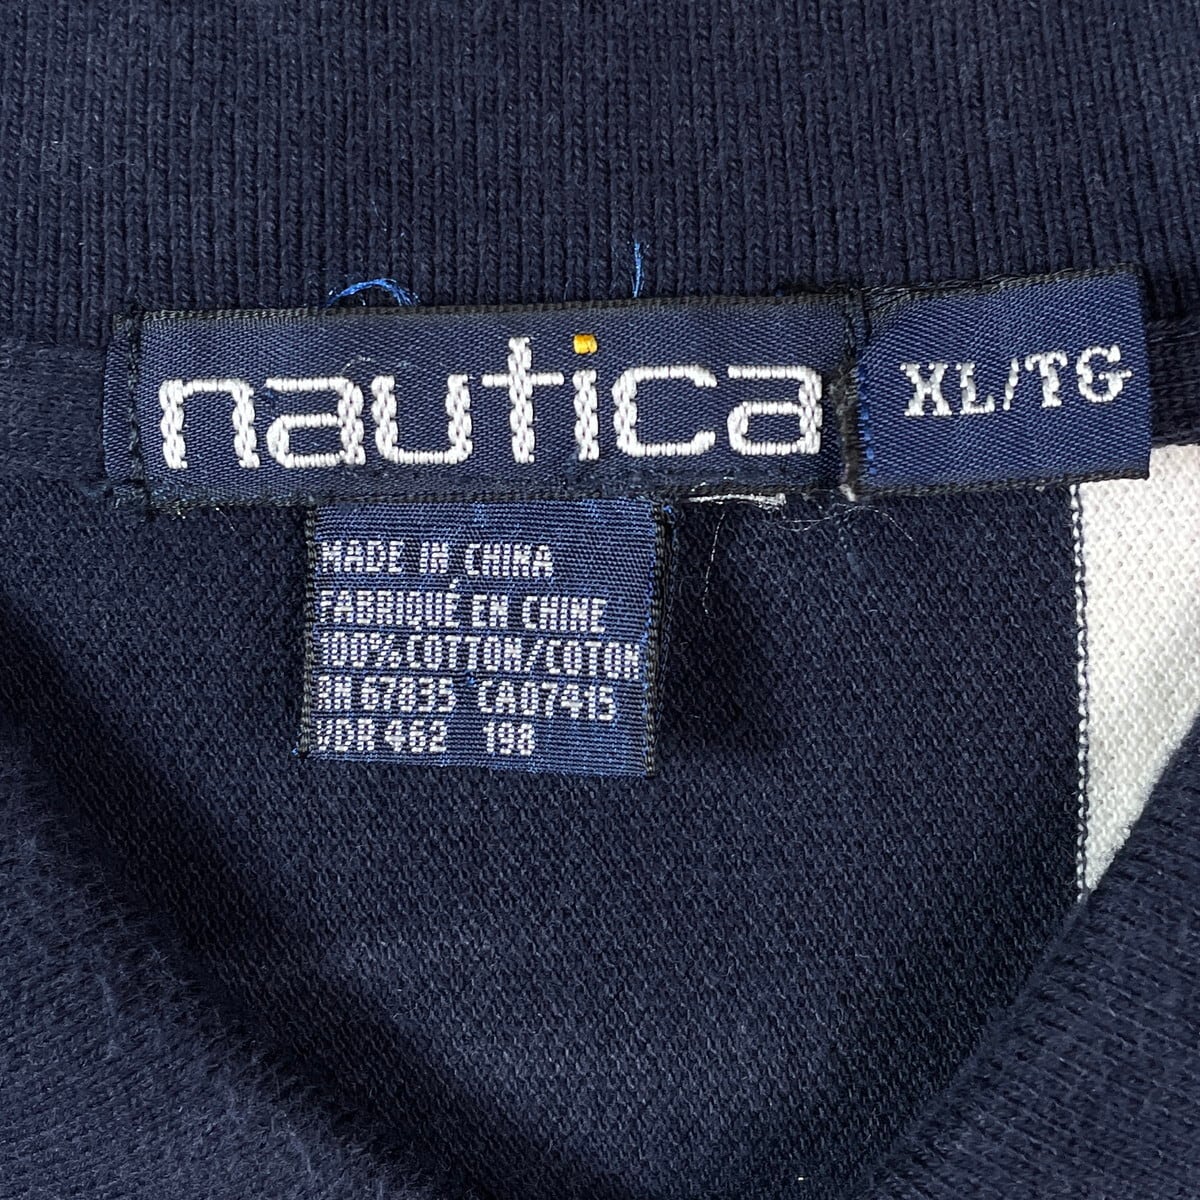 nautica
XL/TG
MADE IN CHINA
FABRIQUÉ EN CHINE
100% COTTON/COTON
RN 67835 CA07415
VDR 462 198